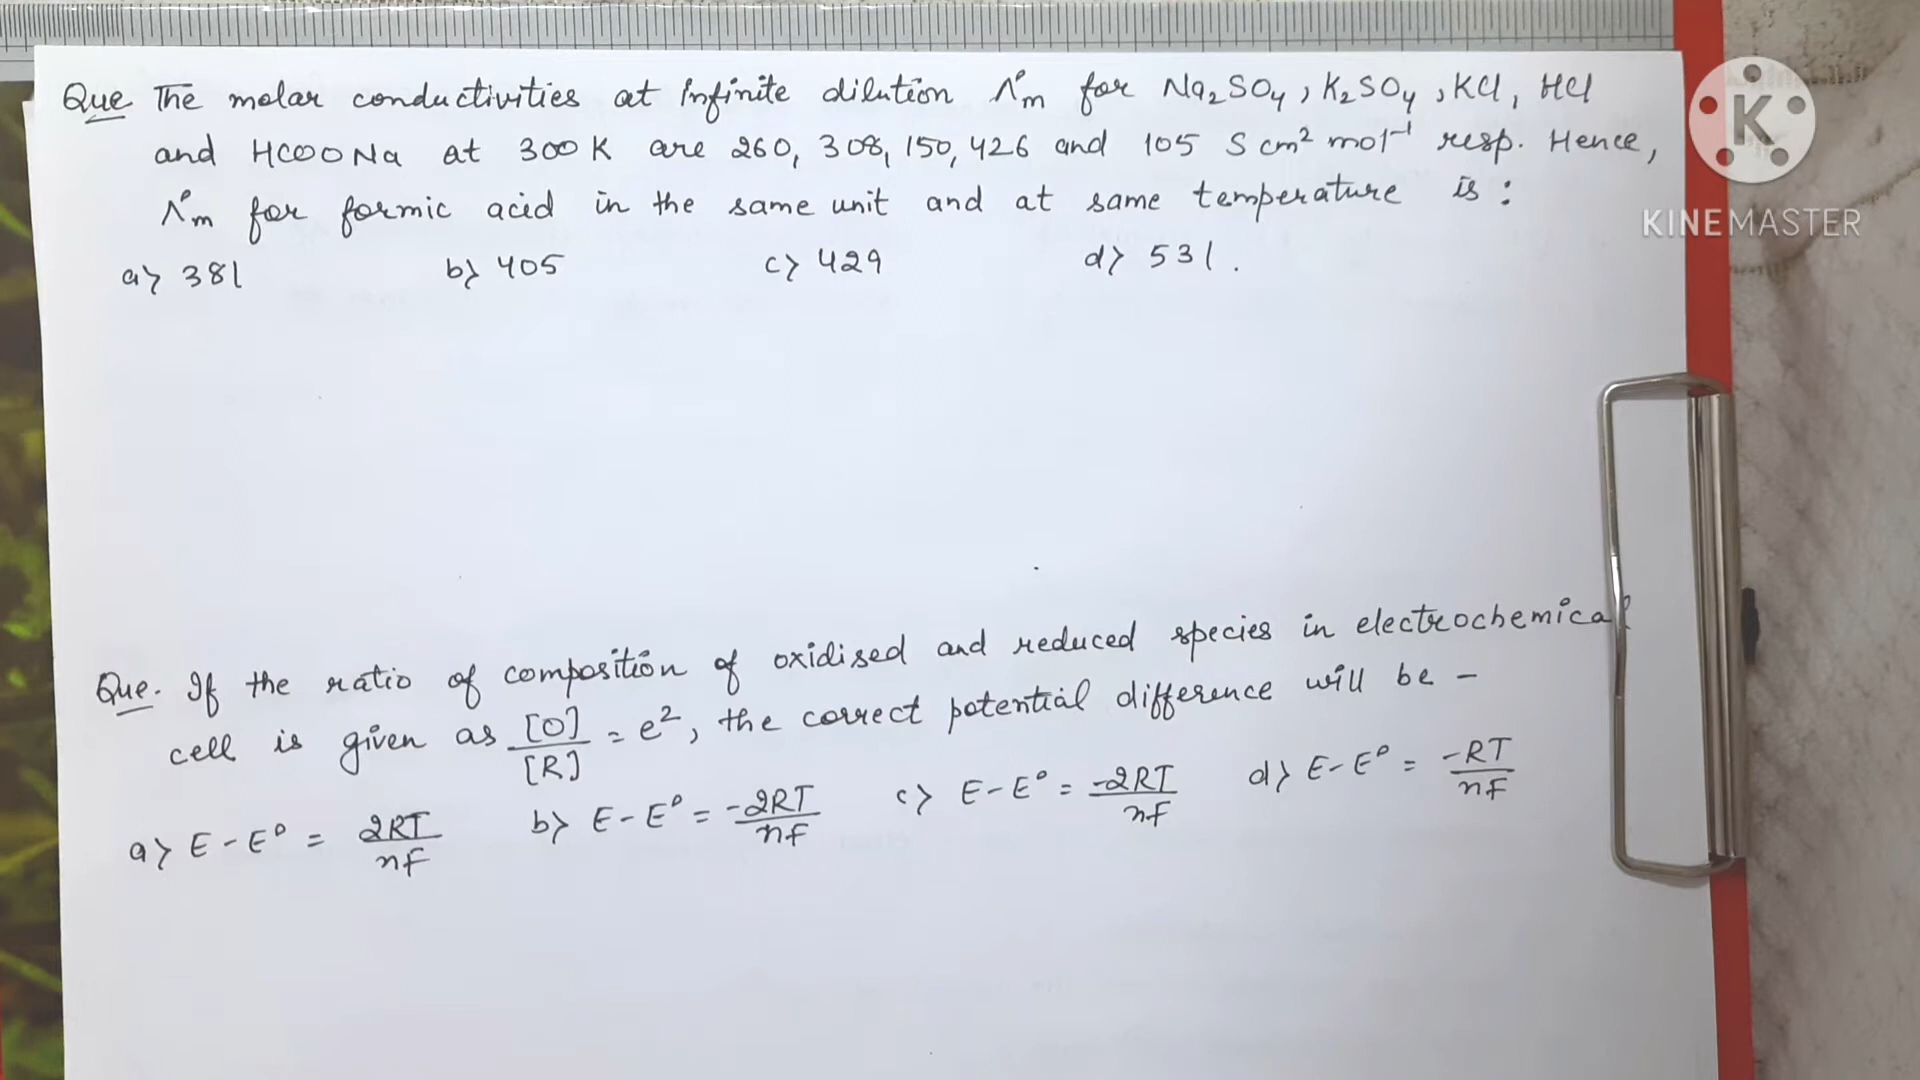 Que The molar conductivities at infinite dilution Λ°m for Na₂SO₄, K₂SO₄, KCl, HCl
and HCOONa at 300 K are 260, 308, 150, 426 and 105 S cm² mol⁻¹ resp. Hence,
Λ°m for formic acid in the same unit and at same temperature is :
a> 381 b> 405 c> 429 d> 531.
Que. If the ratio of composition of oxidised and reduced species in electrochemical
cell is given as [O]/[R] = e², the correct potential difference will be –
a> E - E° = 2RT/nF b> E - E° = -2RT/nF c> E - E° = -2RT/nF d> E - E° = -RT/nF
K
KINEMASTER